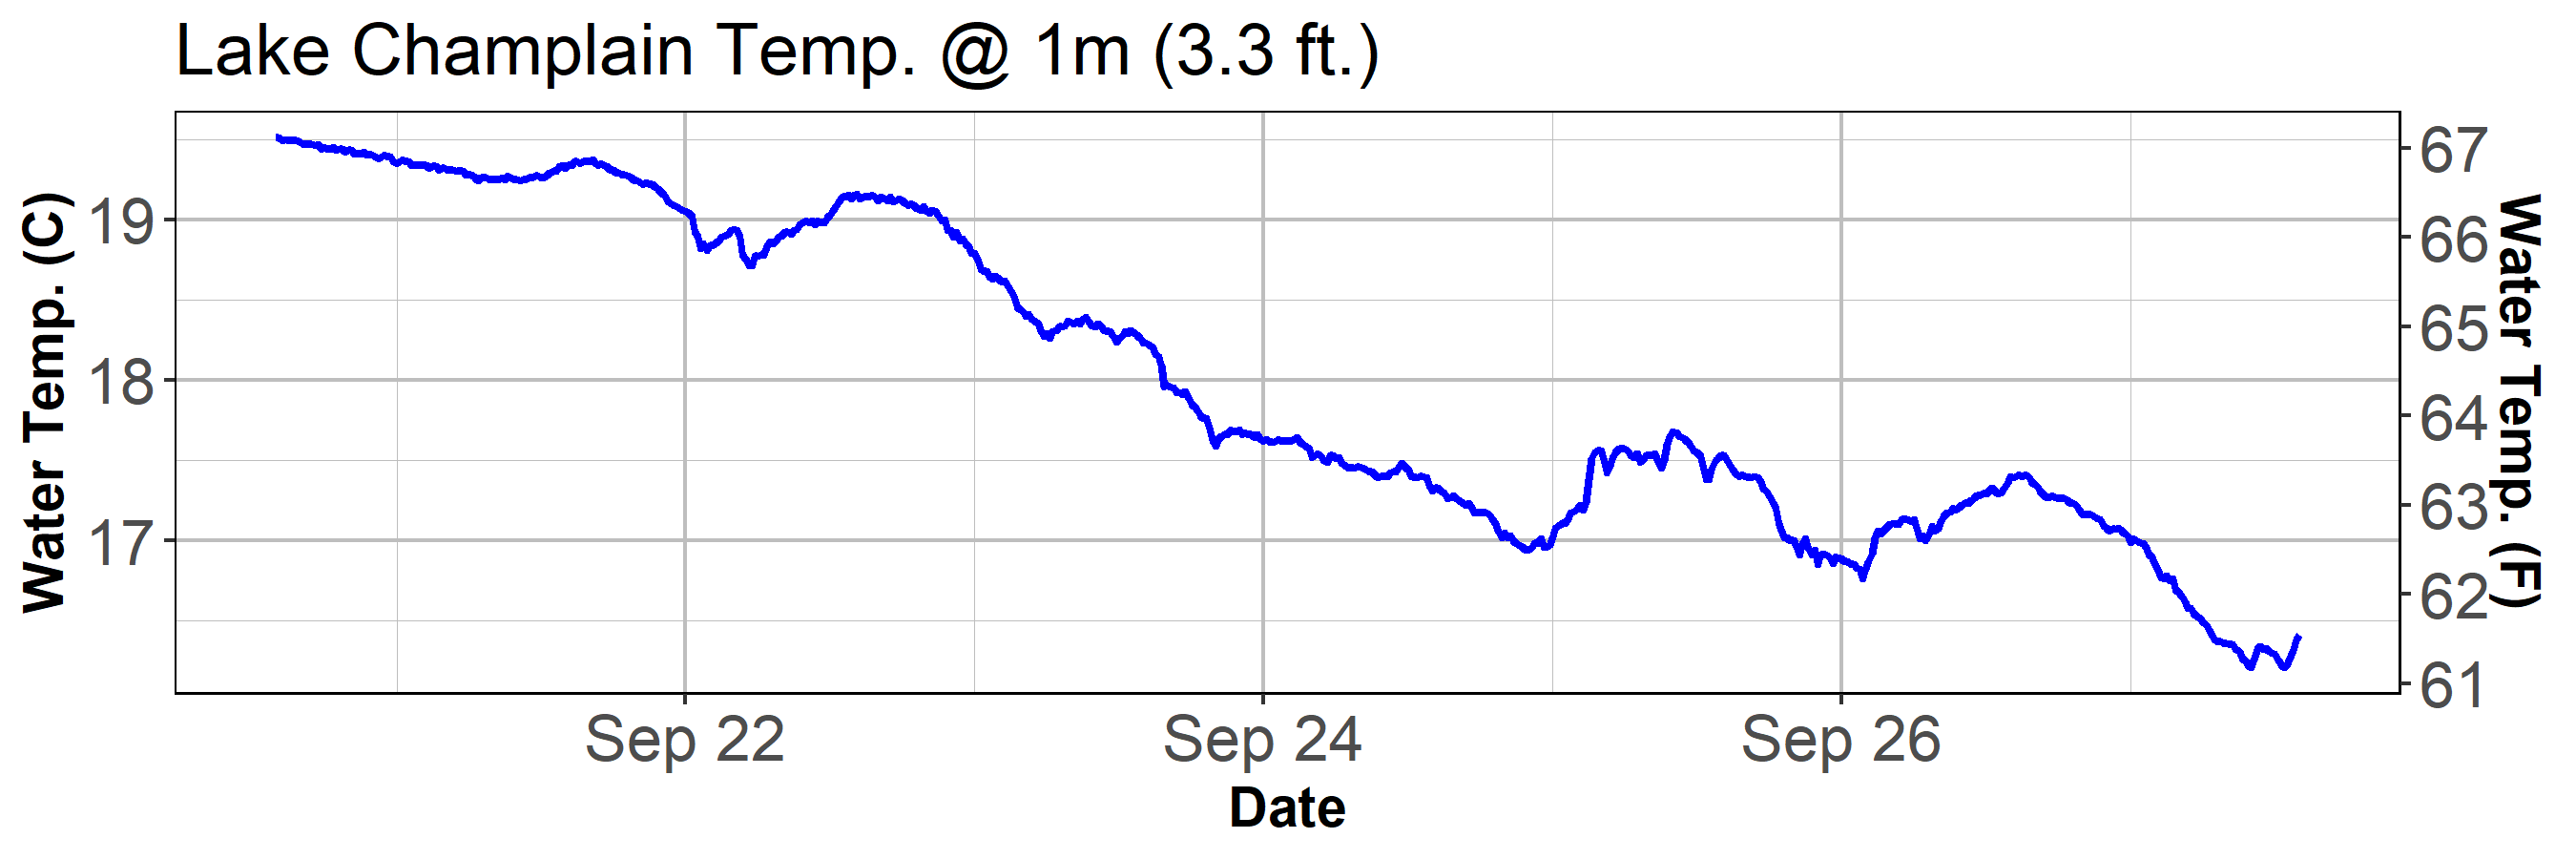 Lake Champlain Temp. @ 1m (3.3 ft.)
Water Temp. (C)
19
18
17
67
66
65
64
63
62
61
Water Temp. (F)
Sep 22
Sep 24
Sep 26
Date